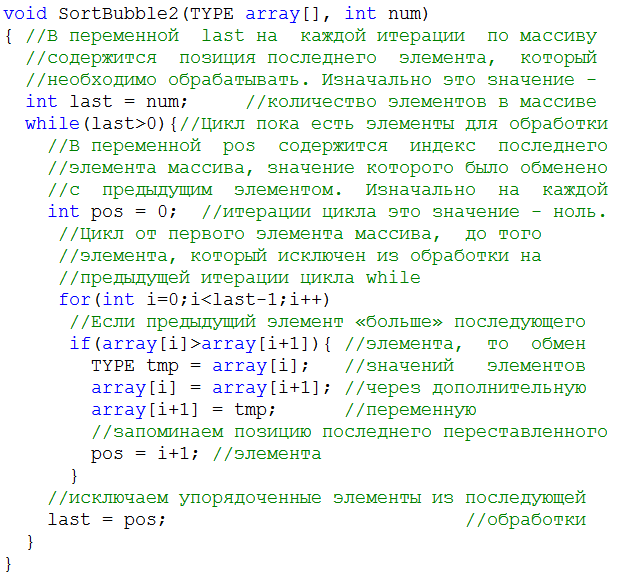 void SortBubble2(TYPE array[], int num)
{ //В переменной last на каждой итерации по массиву
//содержится позиция последнего элемента, который
//необходимо обрабатывать. Изначально это значение -
int last = num; //количество элементов в массиве
while(last>0){//Цикл пока есть элементы для обработки
//В переменной pos содержится индекс последнего
//элемента массива, значение которого было обменено
//с предыдущим элементом. Изначально на каждой
int pos = 0; //итерации цикла это значение - ноль.
//Цикл от первого элемента массива, до того
//элемента, который исключен из обработки на
//предыдущей итерации цикла while
for(int i=0;i<last-1;i++)
//Если предыдущий элемент «больше» последующего
if(array[i]>array[i+1]){ //элемента, то обмен
TYPE tmp = array[i]; //значений элементов
array[i] = array[i+1]; //через дополнительную
array[i+1] = tmp; //переменную
//запоминаем позицию последнего переставленного
pos = i+1; //элемента
}
//исключаем упорядоченные элементы из последующей
last = pos; //обработки
}
}